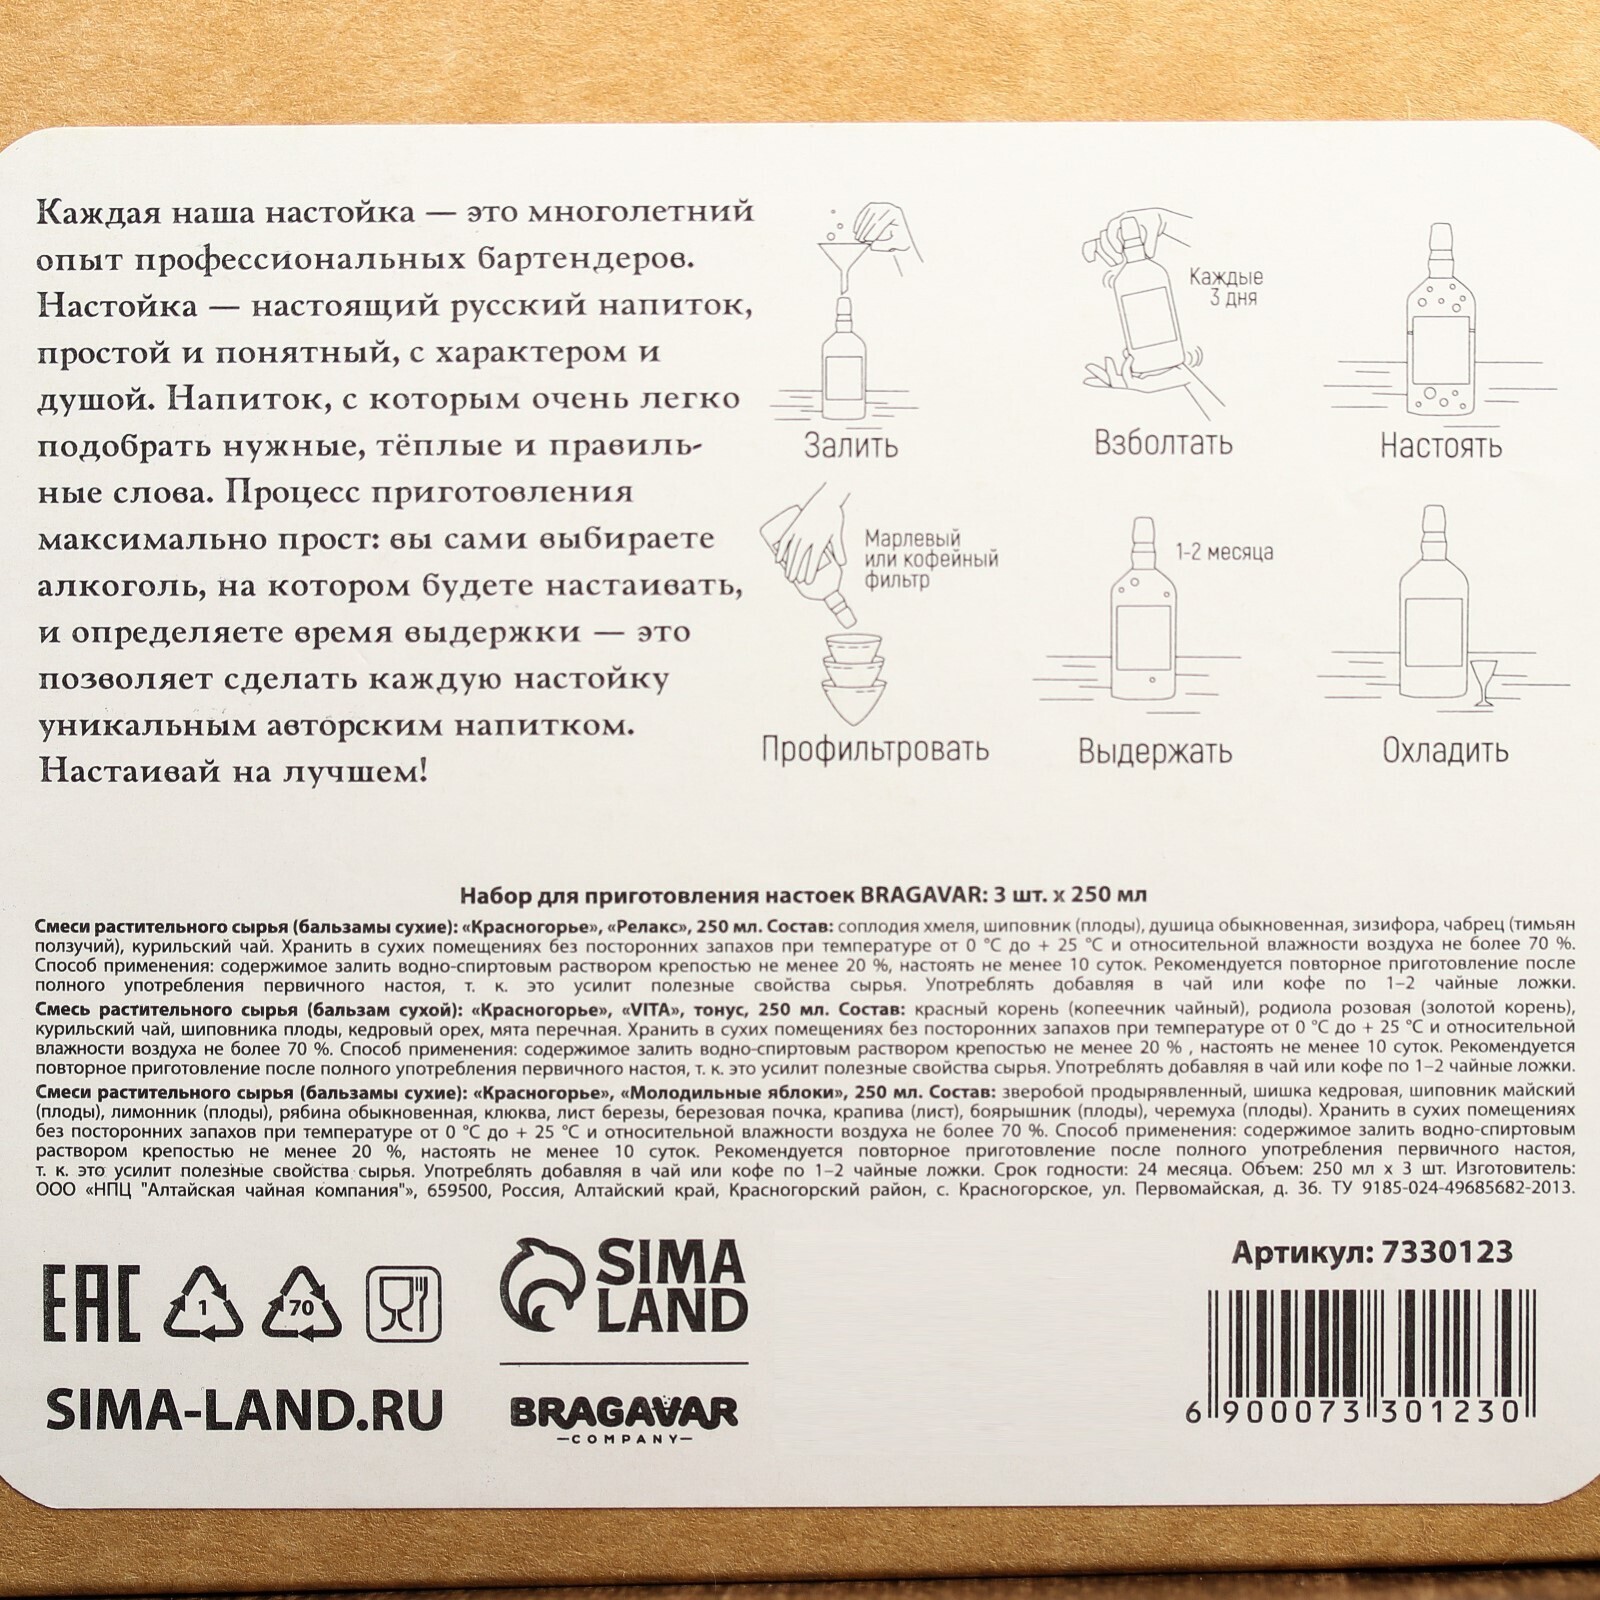 Каждая наша настойка — это многолетний
опыт профессиональных бартендеров.
Настойка — настоящий русский напиток,
простой и понятный, с характером и
душой. Напиток, с которым очень легко
подобрать нужные, тёплые и правиль-
ные слова. Процесс приготовления
максимально прост: вы сами выбираете
алкоголь, на котором будете настаивать,
и определяете время выдержки — это
позволяет сделать каждую настойку
уникальным авторским напитком.
Настаивай на лучшем!
Залить
Каждые
3 дня
Взболтать
Настоять
Марлевый
или кофейный
фильтр
Профильтровать
1-2 месяца
Выдержать
Охладить
Набор для приготовления настоек BRAGAVAR: 3 шт. х 250 мл
Смеси растительного сырья (бальзамы сухие): «Красногорье», «Релакс», 250 мл. Состав: соплодия хмеля, шиповник (плоды), душица обыкновенная, зизифора, чабрец (тимьян
ползучий), курильский чай. Хранить в сухих помещениях без посторонних запахов при температуре от 0 °С до + 25 °С и относительной влажности воздуха не более 70 %.
Способ применения: содержимое залить водно-спиртовым раствором крепостью не менее 20 %, настоять не менее 10 суток. Рекомендуется повторное приготовление после
полного употребления первичного настоя, т. к. это усилит полезные свойства сырья. Употреблять добавляя в чай или кофе по 1–2 чайные ложки.
Смесь растительного сырья (бальзам сухой): «Красногорье», «VITA», тонус, 250 мл. Состав: красный корень (копеечник чайный), родиола розовая (золотой корень),
курильский чай, шиповника плоды, кедровый орех, мята перечная. Хранить в сухих помещениях без посторонних запахов при температуре от 0 °С до + 25 °С и относительной
влажности воздуха не более 70 %. Способ применения: содержимое залить водно-спиртовым раствором крепостью не менее 20 % , настоять не менее 10 суток. Рекомендуется
повторное приготовление после полного употребления первичного настоя, т. к. это усилит полезные свойства сырья. Употреблять добавляя в чай или кофе по 1–2 чайные ложки.
Смеси растительного сырья (бальзамы сухие): «Красногорье», «Молодильные яблоки», 250 мл. Состав: зверобой продырявленный, шишка кедровая, шиповник майский
(плоды), лимонник (плоды), рябина обыкновенная, клюква, лист березы, березовая почка, крапива (лист), боярышник (плоды), черемуха (плоды). Хранить в сухих помещениях
без посторонних запахов при температуре от 0 °С до + 25 °С и относительной влажности воздуха не более 70 %. Способ применения: содержимое залить водно-спиртовым
раствором крепостью не менее 20 %, настоять не менее 10 суток. Рекомендуется повторное приготовление после полного употребления первичного настоя,
т. к. это усилит полезные свойства сырья. Употреблять добавляя в чай или кофе по 1–2 чайные ложки. Срок годности: 24 месяца. Объем: 250 мл х 3 шт. Изготовитель:
ООО «НПЦ "Алтайская чайная компания"», 659500, Россия, Алтайский край, Красногорский район, с. Красногорское, ул. Первомайская, д. 36. ТУ 9185-024-49685682-2013.
EAC
1
70
SIMA-LAND.RU
SIMA
LAND
BRAGAVAR
—COMPANY—
Артикул: 7330123
6 900073 301230